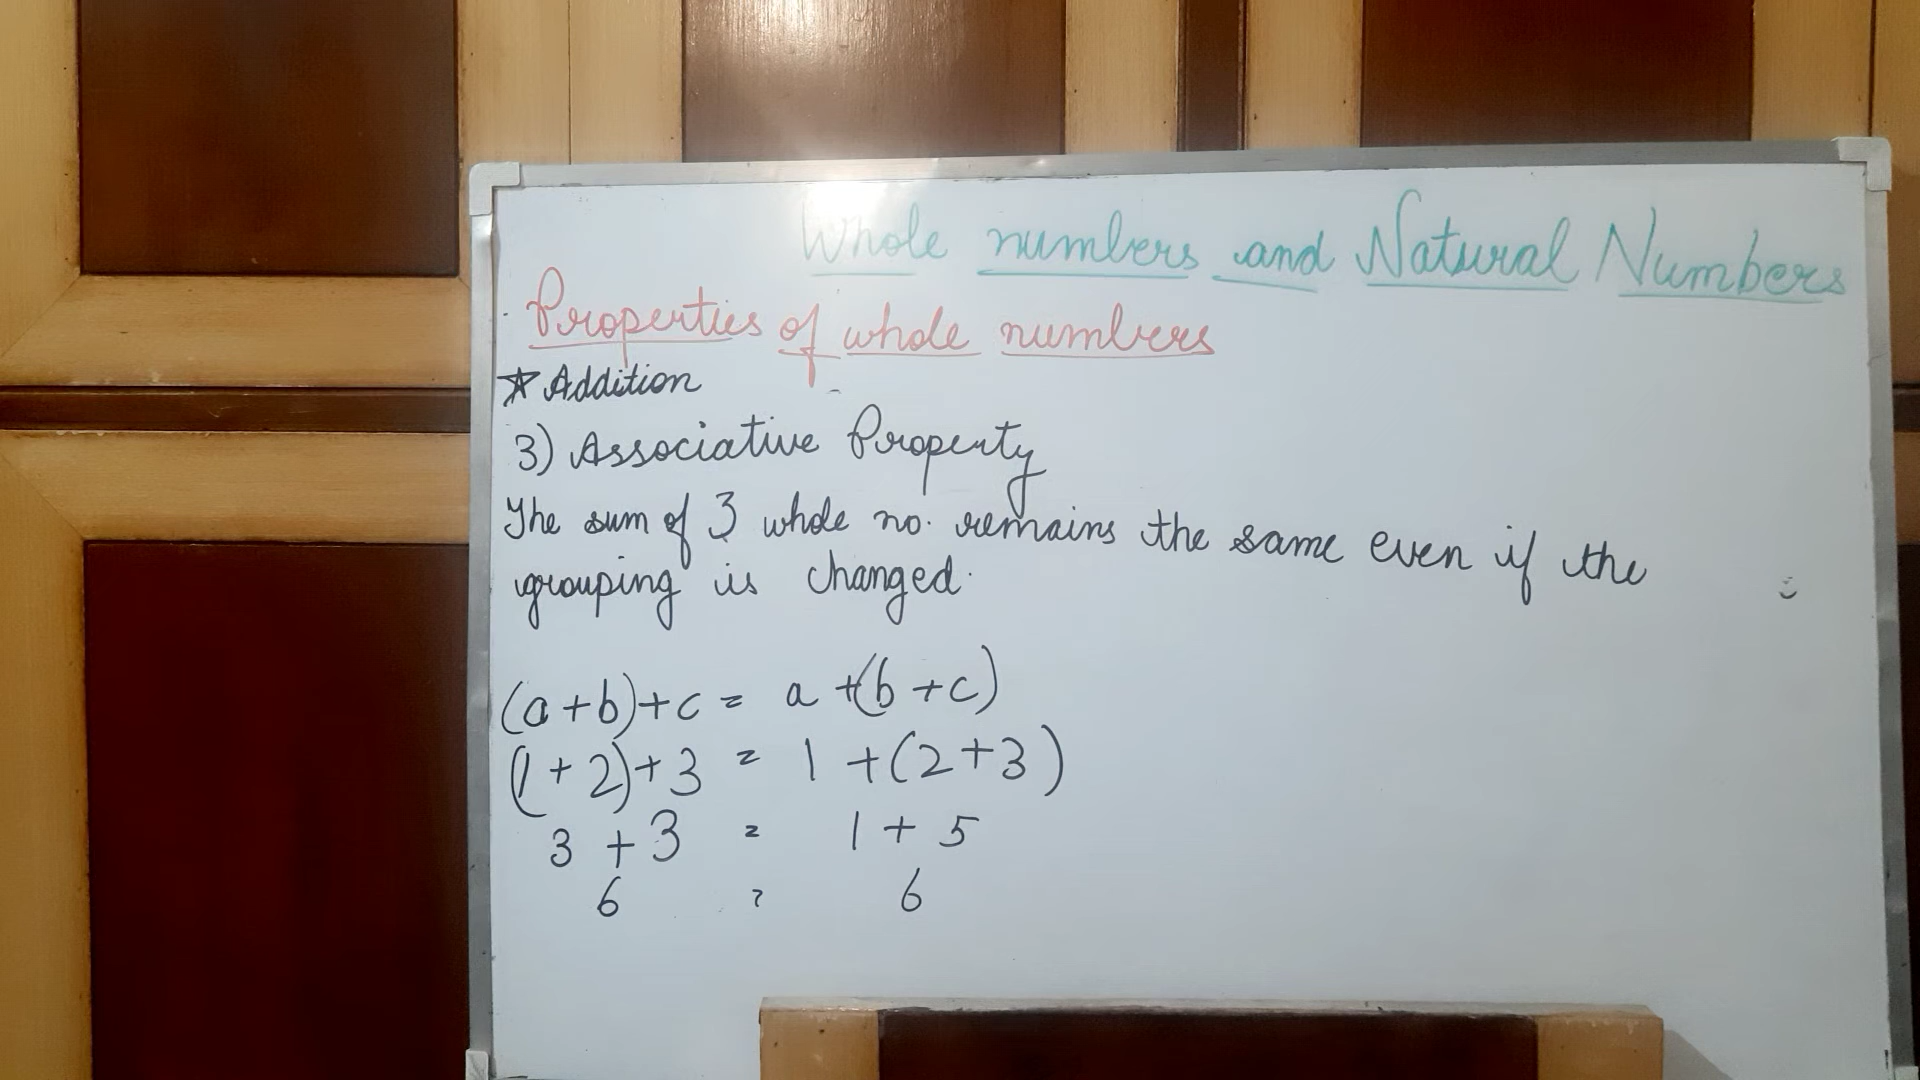 Whole numbers and Natural Numbers
Properties of whole numbers
* Addition
3) Associative Property
The sum of 3 whole no. remains the same even if the
grouping is changed.
(a+b)+c = a+(b+c)
(1+2)+3 = 1+(2+3)
3+3 = 1+5
6 = 6